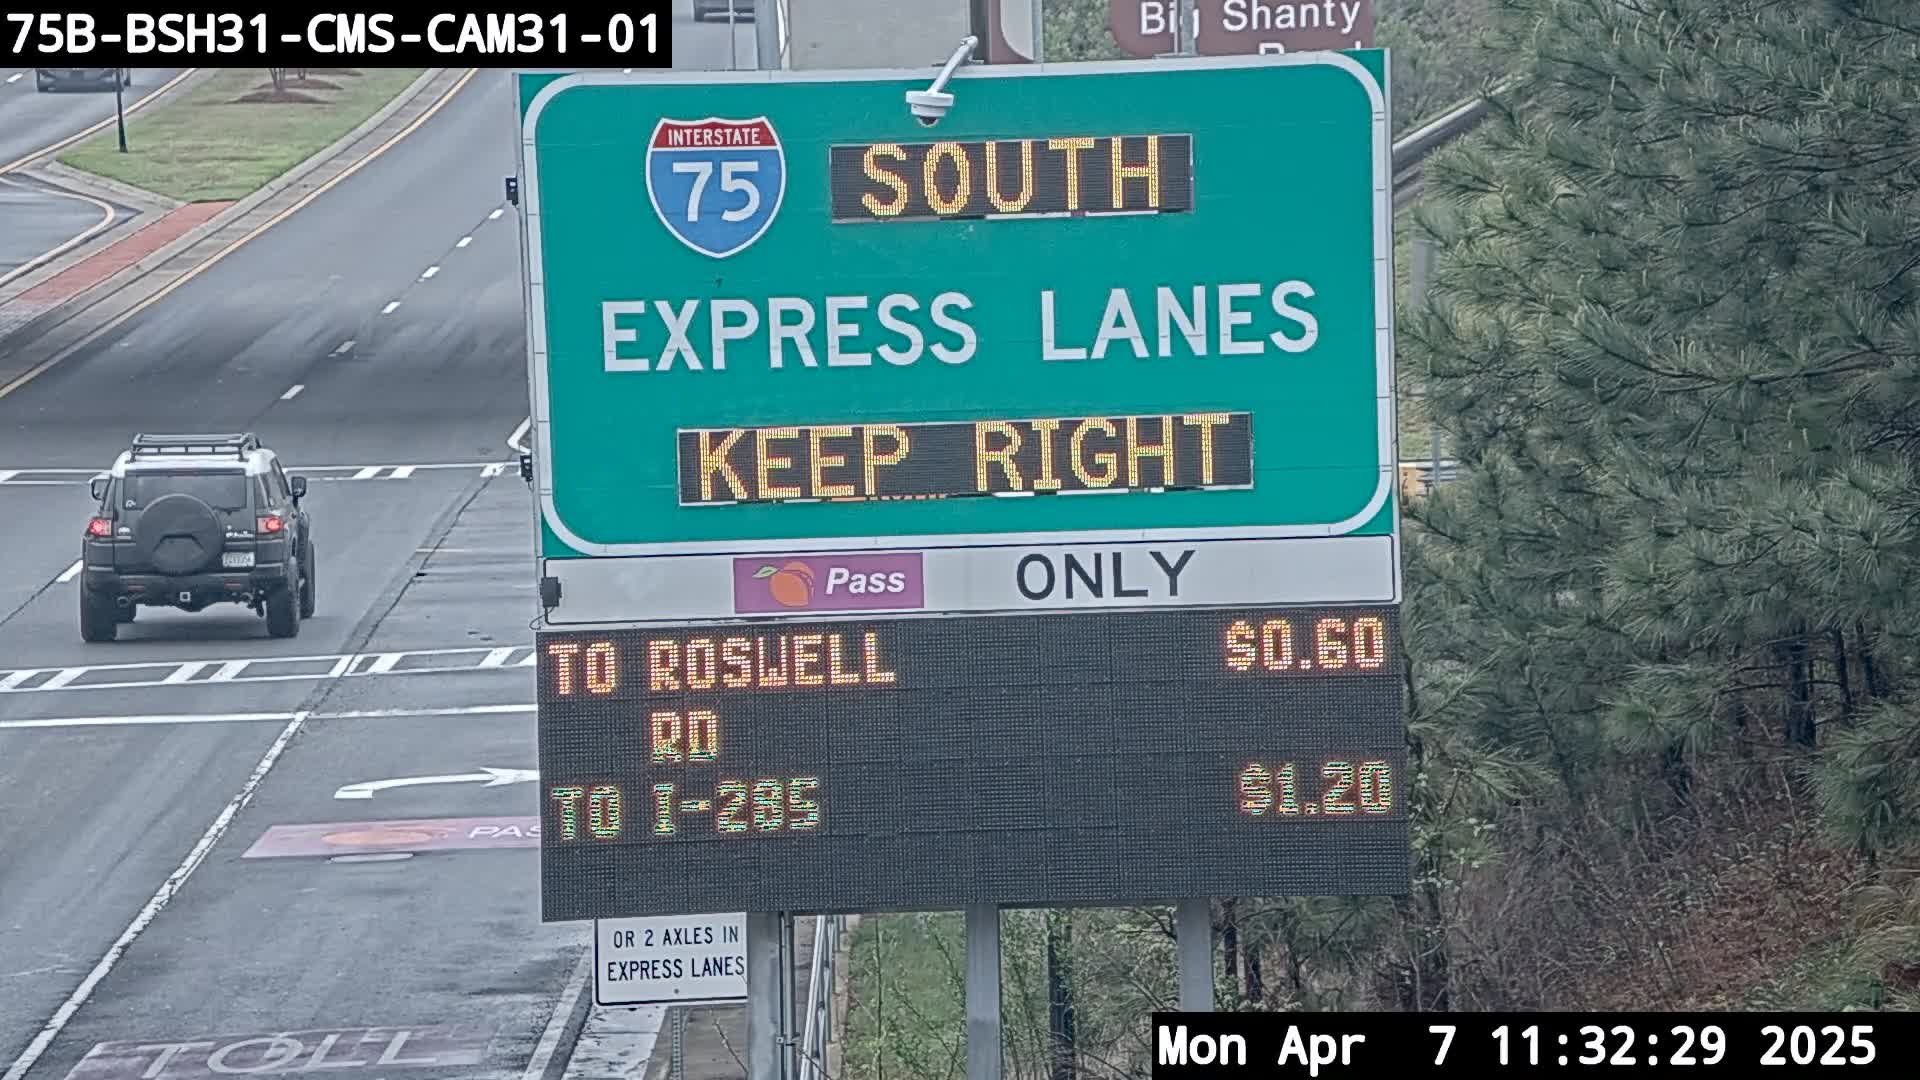 75B-BSH31-CMS-CAM31-01
Big Shanty
INTERSTATE
75
SOUTH
EXPRESS LANES
KEEP RIGHT
Pass
ONLY
TO ROSWELL $0.60
RD
TO I-285 $1.20
PAS
OR 2 AXLES IN
EXPRESS LANES
TOLL
Mon Apr 7 11:32:29 2025